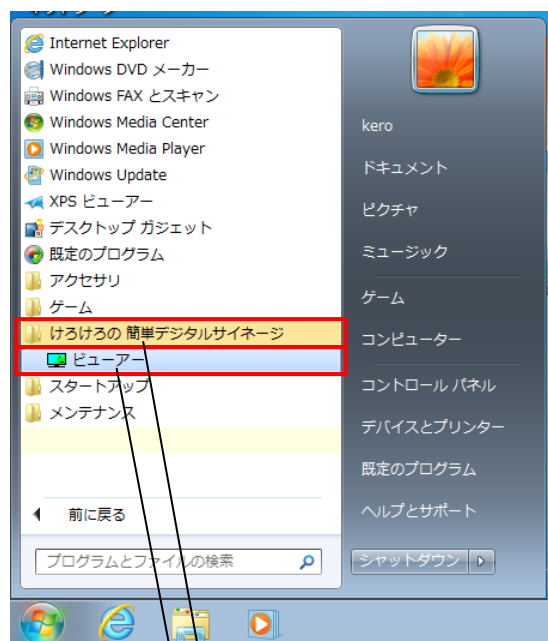 Internet Explorer
Windows DVD メーカー
Windows FAX とスキャン
Windows Media Center
Windows Media Player
Windows Update
XPS ビューアー
デスクトップ ガジェット
既定のプログラム
アクセサリ
ゲーム
けろけろの 簡単デジタルサイネージ
ビューアー
スタートアップ
メンテナンス
前に戻る
プログラムとファイルの検索
kero
ドキュメント
ピクチャ
ミュージック
ゲーム
コンピューター
コントロール パネル
デバイスとプリンター
既定のプログラム
ヘルプとサポート
シャットダウン